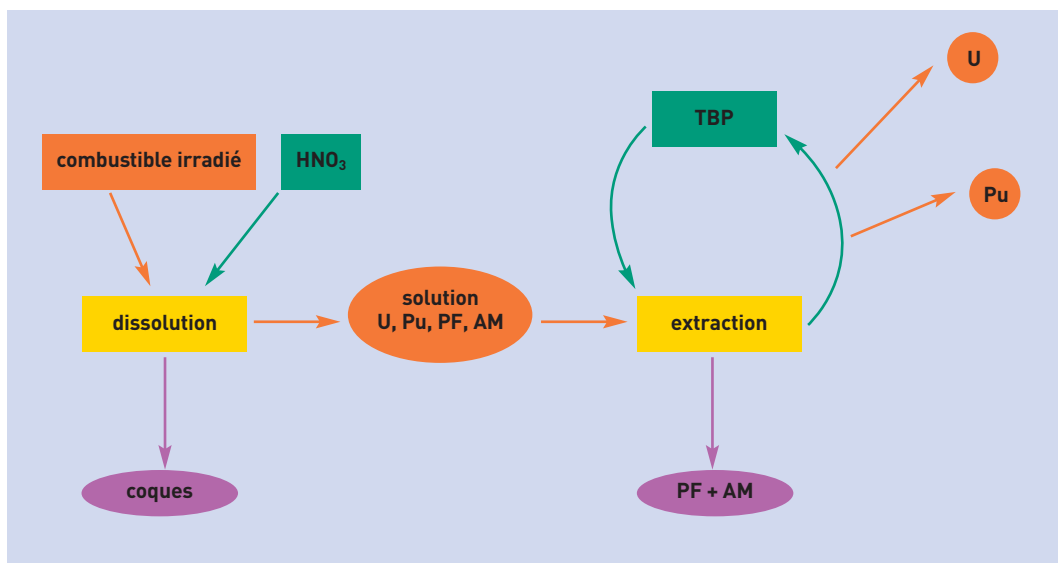 U
TBP
combustible irradié
HNO₃
Pu
dissolution
solution
U, Pu, PF, AM
extraction
coques
PF + AM